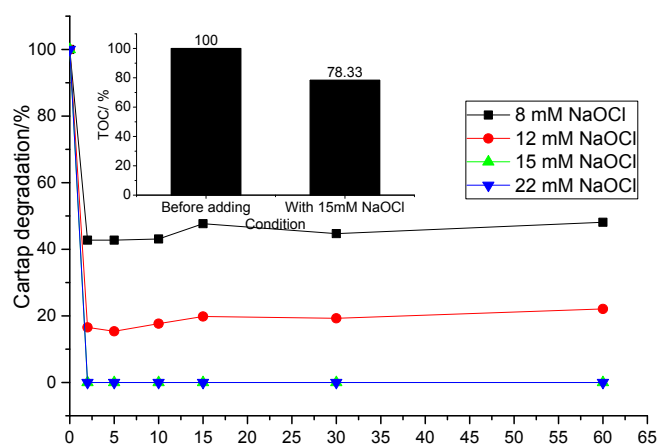 100
80
60
40
20
0
Cartap degradation/%
0 5 10 15 20 25 30 35 40 45 50 55 60 65
100
80
60
40
20
0
TOC/ %
100
78.33
Before adding With 15mM NaOCl
Condition
8 mM NaOCl
12 mM NaOCl
15 mM NaOCl
22 mM NaOCl